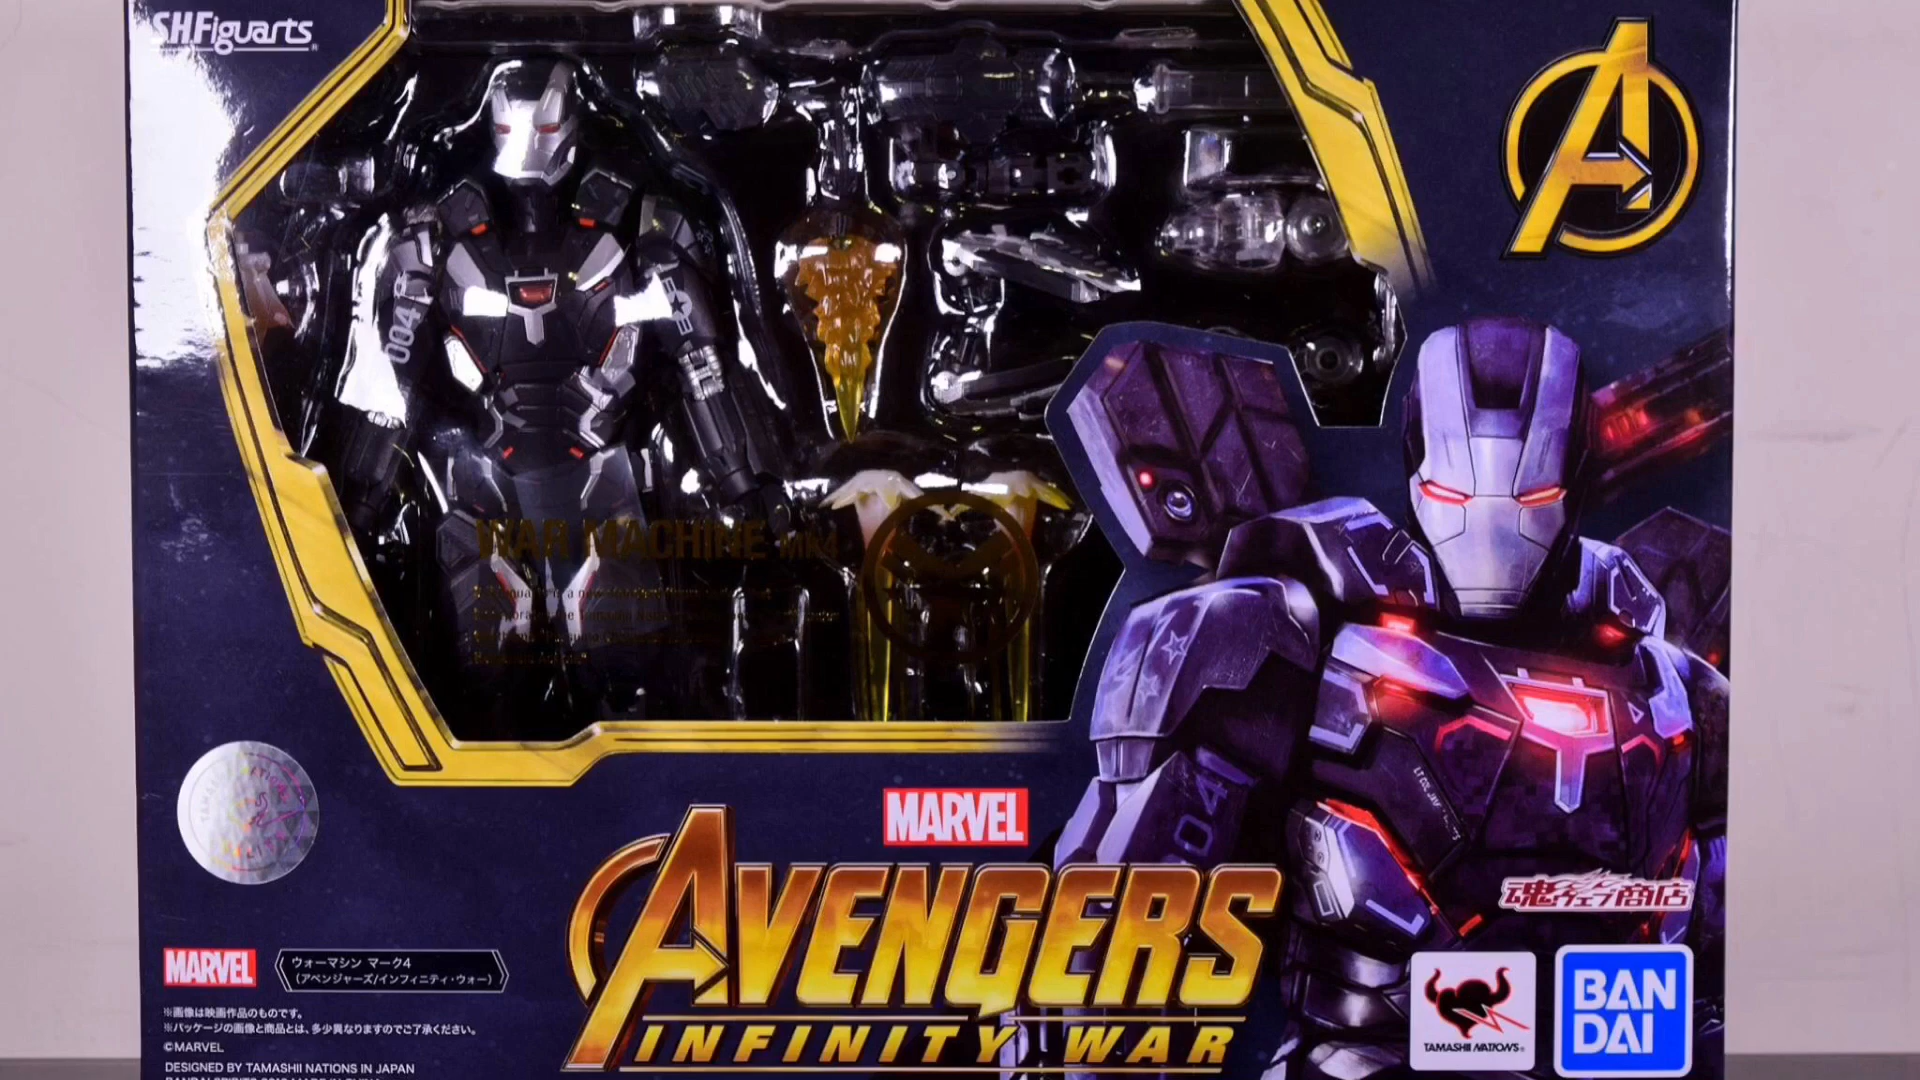 S.H.Figuarts
004
WAR MACHINE MK4
MARVEL
AVENGERS
INFINITY WAR
004
魂ウェブ商店
MARVEL
ウォーマシン マーク4
(アベンジャーズ/インフィニティ・ウォー)
※画像は映画作品のものです。
※パッケージの画像と商品とは、多少異なりますのでご了承ください。
©MARVEL
DESIGNED BY TAMASHII NATIONS IN JAPAN
TAMASHII NATIONS
BAN
DAI